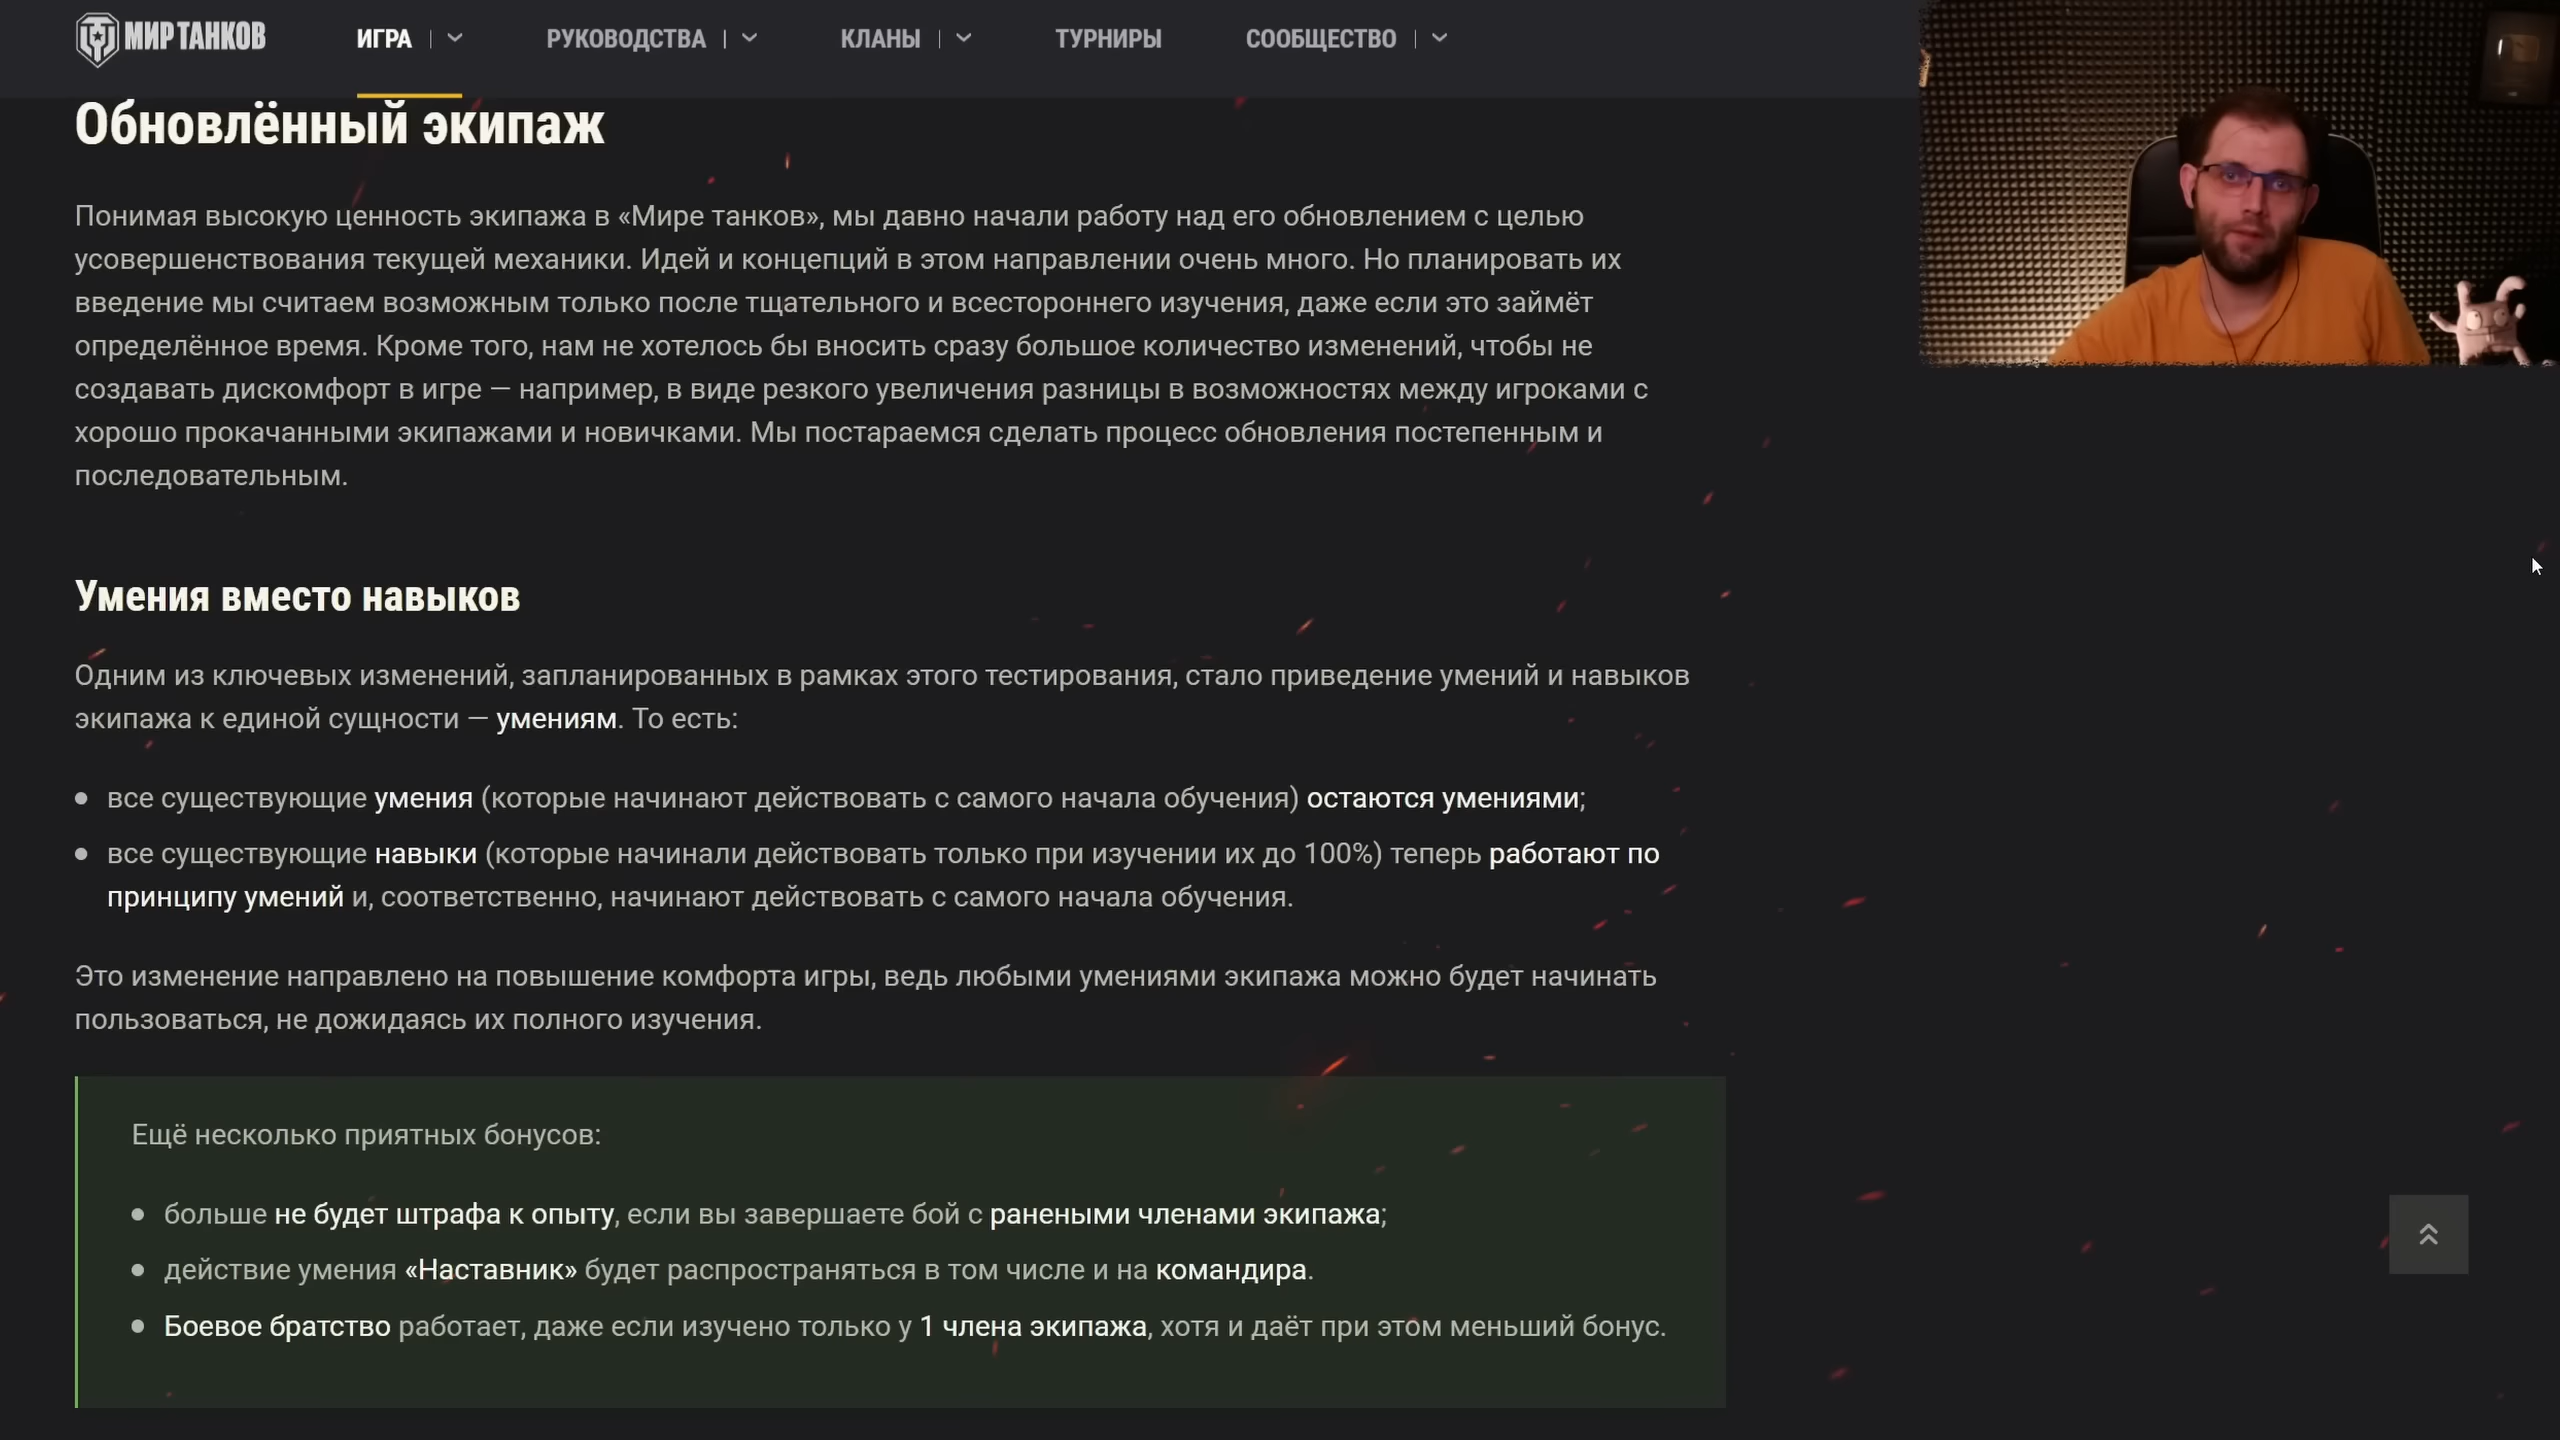 МИР ТАНКОВ
ИГРА
РУКОВОДСТВА
КЛАНЫ
ТУРНИРЫ
СООБЩЕСТВО
Обновлённый экипаж
Понимая высокую ценность экипажа в «Мире танков», мы давно начали работу над его обновлением с целью
усовершенствования текущей механики. Идей и концепций в этом направлении очень много. Но планировать их
введение мы считаем возможным только после тщательного и всестороннего изучения, даже если это займёт
определённое время. Кроме того, нам не хотелось бы вносить сразу большое количество изменений, чтобы не
создавать дискомфорт в игре — например, в виде резкого увеличения разницы в возможностях между игроками с
хорошо прокачанными экипажами и новичками. Мы постараемся сделать процесс обновления постепенным и
последовательным.
Умения вместо навыков
Одним из ключевых изменений, запланированных в рамках этого тестирования, стало приведение умений и навыков
экипажа к единой сущности — умениям. То есть:
все существующие умения (которые начинают действовать с самого начала обучения) остаются умениями;
все существующие навыки (которые начинали действовать только при изучении их до 100%) теперь работают по
принципу умений и, соответственно, начинают действовать с самого начала обучения.
Это изменение направлено на повышение комфорта игры, ведь любыми умениями экипажа можно будет начинать
пользоваться, не дожидаясь их полного изучения.
Ещё несколько приятных бонусов:
больше не будет штрафа к опыту, если вы завершаете бой с ранеными членами экипажа;
действие умения «Наставник» будет распространяться в том числе и на командира.
Боевое братство работает, даже если изучено только у 1 члена экипажа, хотя и даёт при этом меньший бонус.